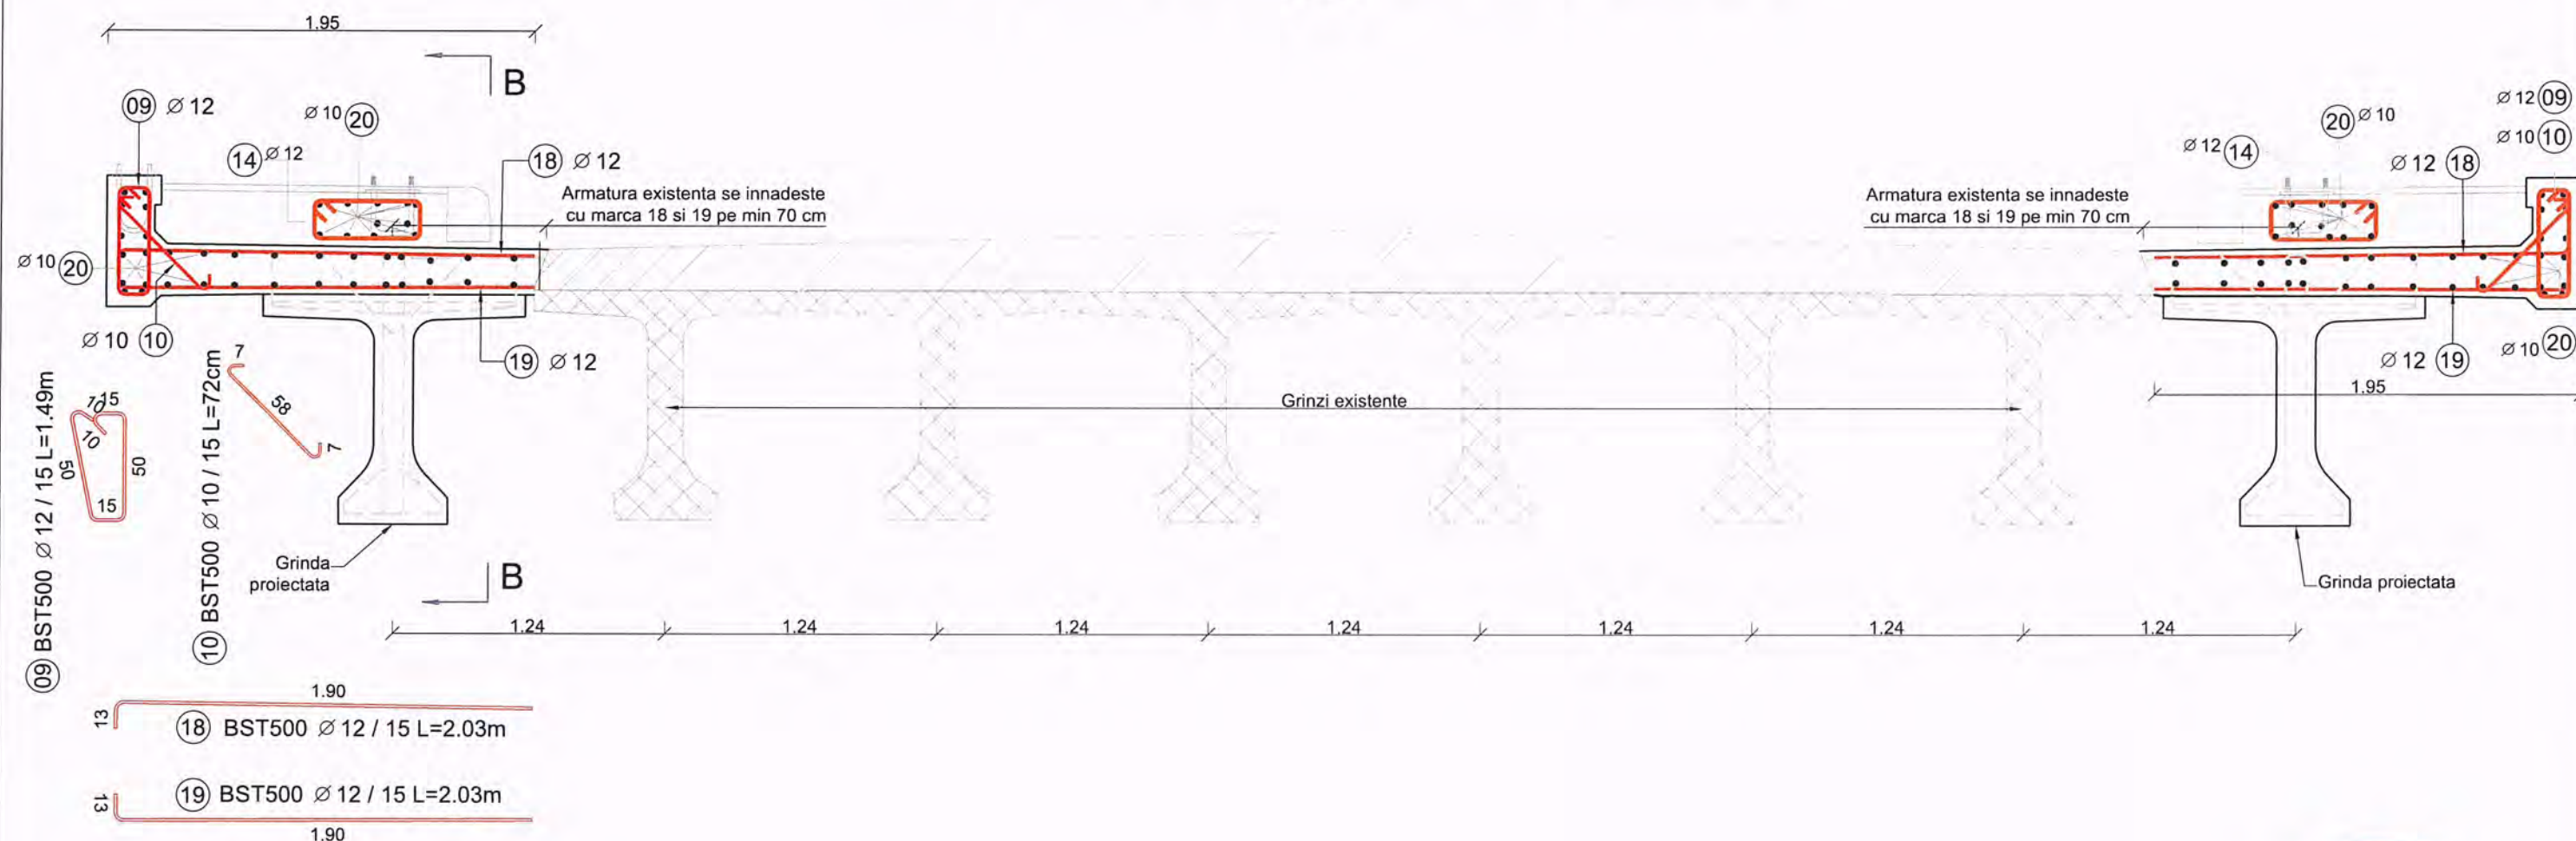 1.95
B
09 Ø 12
Ø 10 20
14 Ø 12
18 Ø 12
Armatura existenta se innadeste
cu marca 18 si 19 pe min 70 cm
Ø 10 20
Ø 10 10
19 Ø 12
Armatura existenta se innadeste
cu marca 18 si 19 pe min 70 cm
Ø 12 14
20 Ø 10
Ø 12 18
Ø 12 09
Ø 10 10
Ø 12 19
Ø 10 20
1.95
Grinzi existente
09 BST500 Ø 12 / 15 L=1.49m
10
15
10
50
50
15
10 BST500 Ø 10 / 15 L=72cm
7
58
7
Grinda
proiectata
B
Grinda proiectata
1.24
1.24
1.24
1.24
1.24
1.24
1.24
1.90
13
18 BST500 Ø 12 / 15 L=2.03m
13
19 BST500 Ø 12 / 15 L=2.03m
1.90